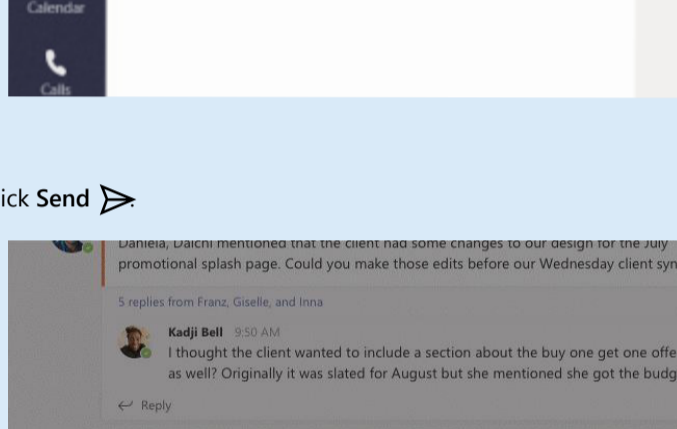 Calendar
Calls
ick Send
Daniela, Daichi mentioned that the client had some changes to our design for the July
promotional splash page. Could you make those edits before our Wednesday client syn
5 replies from Franz, Giselle, and Inna
Kadji Bell 9:50 AM
I thought the client wanted to include a section about the buy one get one offe
as well? Originally it was slated for August but she mentioned she got the budg
Reply